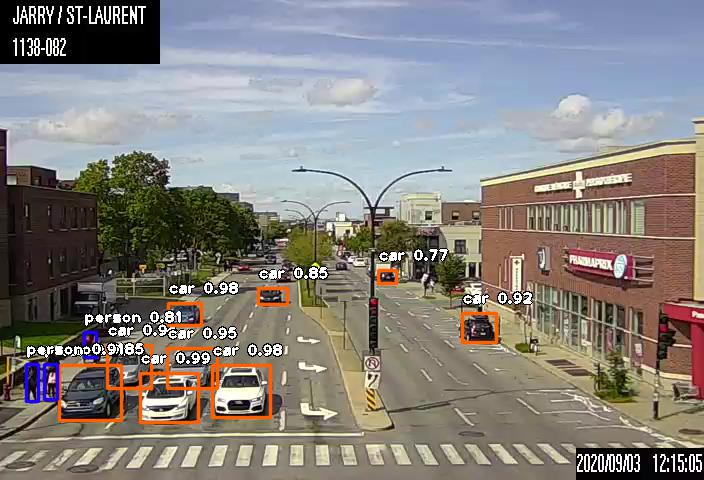 JARRY / ST-LAURENT
1138-082
PHARMAPRIX
car 0.77
car 0.85
car 0.98
car 0.92
person 0.81
car 0.95
car 0.99
car 0.98
2020/09/03 12:15:05